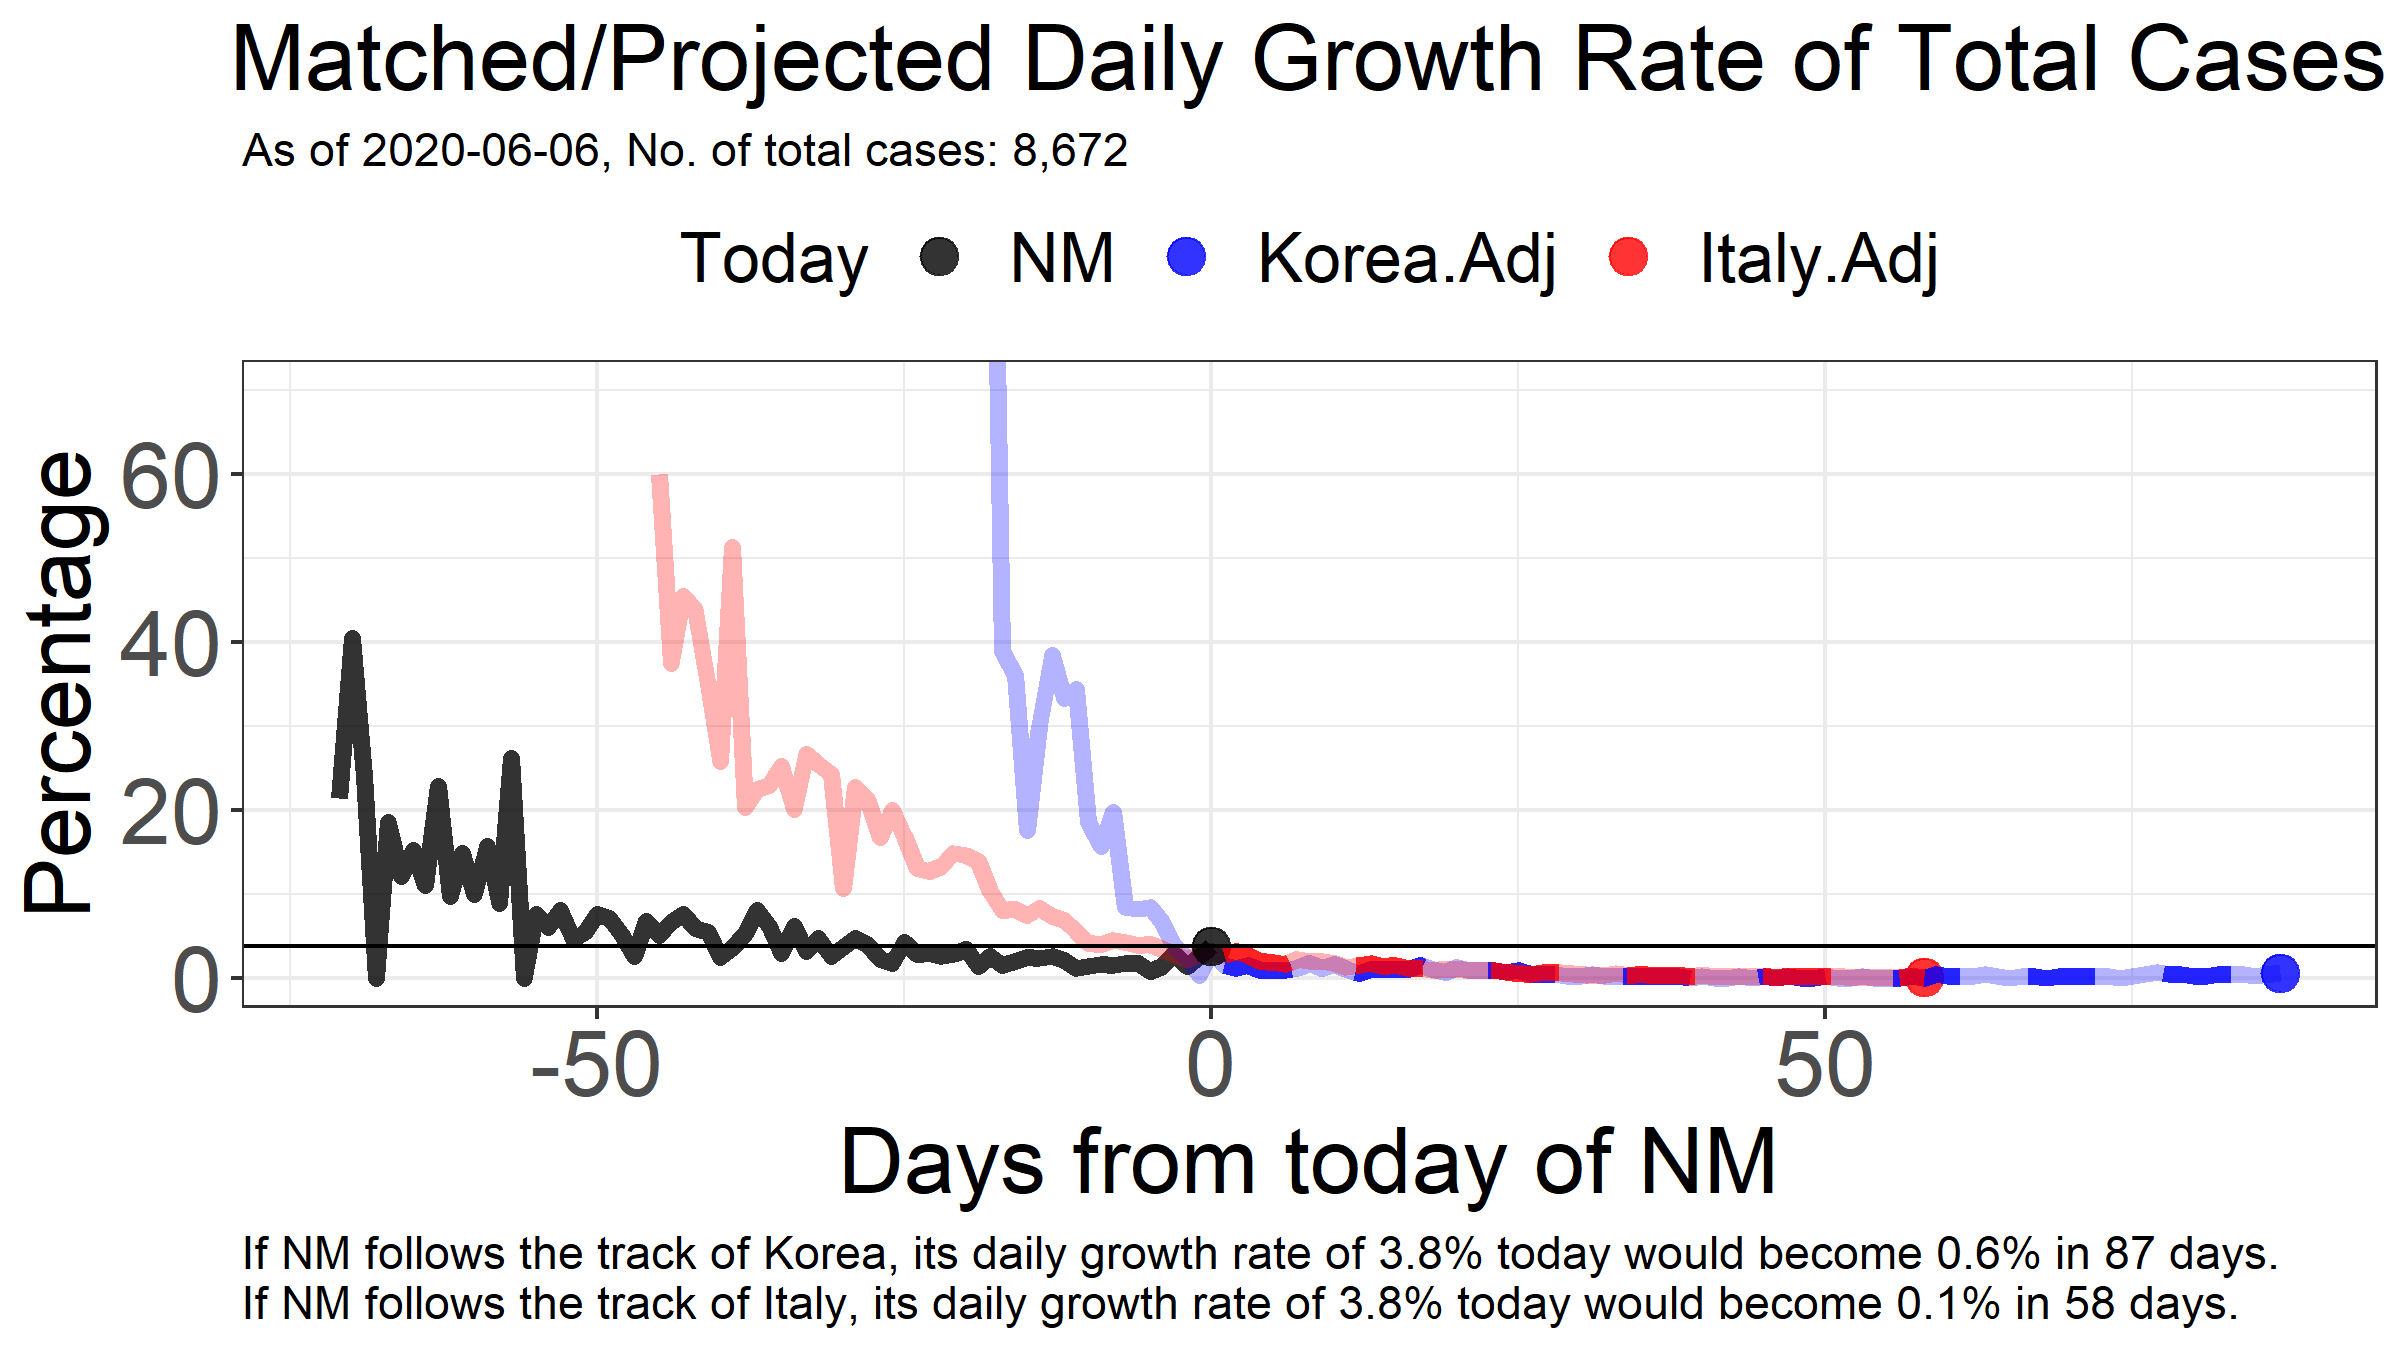 Matched/Projected Daily Growth Rate of Total Cases
As of 2020-06-06, No. of total cases: 8,672
Today NM Korea.Adj Italy.Adj
Percentage
60
40
20
0
-50 0 50
Days from today of NM
If NM follows the track of Korea, its daily growth rate of 3.8% today would become 0.6% in 87 days.
If NM follows the track of Italy, its daily growth rate of 3.8% today would become 0.1% in 58 days.